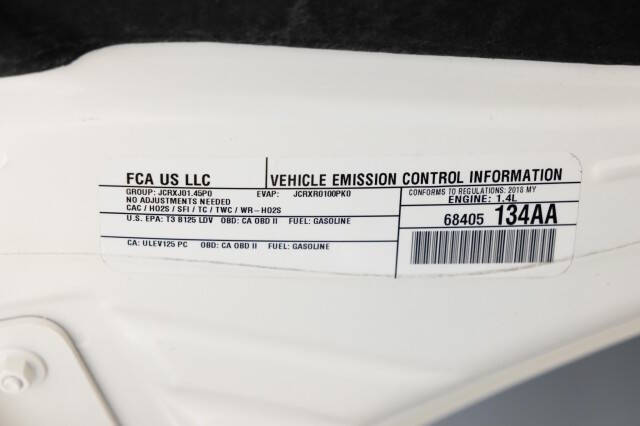 FCA US LLC
VEHICLE EMISSION CONTROL INFORMATION
GROUP: JCRXJ01.45P0 EVAP: JCRXR0100PK0
NO ADJUSTMENTS NEEDED
CAC / HO2S / SFI / TC / TWC / WR-HO2S
U.S. EPA: T3 B125 LDV OBD: CA OBD II FUEL: GASOLINE
CA: ULEV125 PC OBD: CA OBD II FUEL: GASOLINE
CONFORMS TO REGULATIONS: 2018 MY
ENGINE: 1.4L
68405 134AA